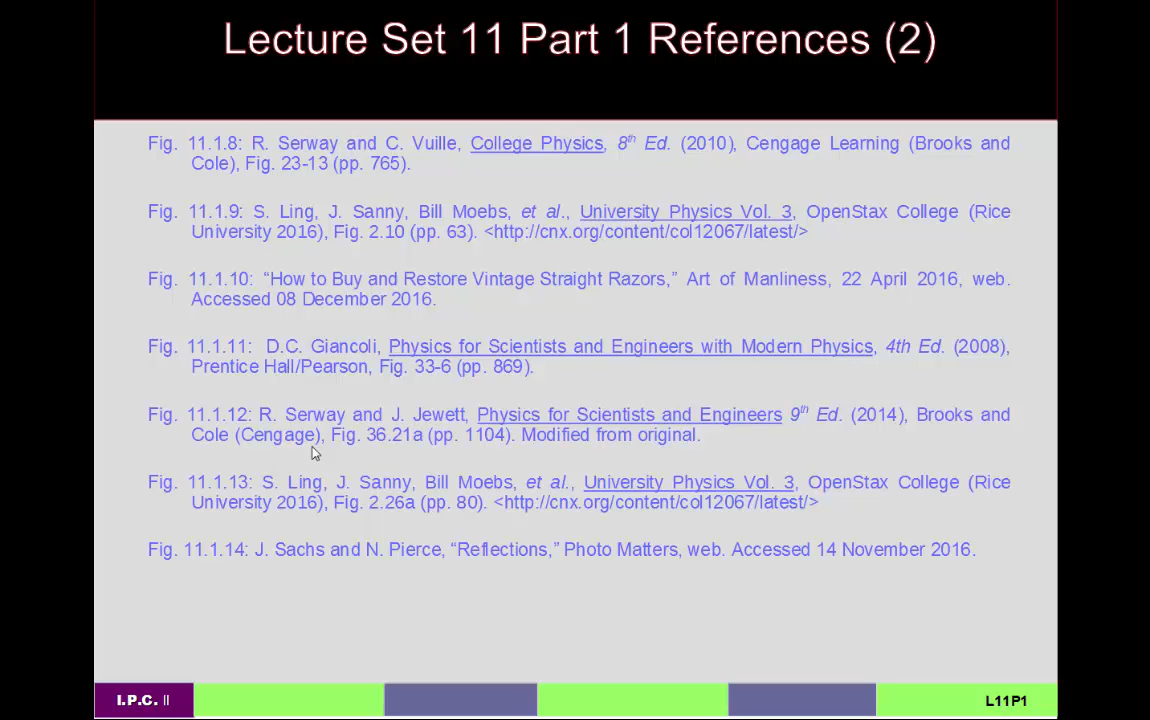 Lecture Set 11 Part 1 References (2)
Fig. 11.1.8: R. Serway and C. Vuille, College Physics, 8th Ed. (2010), Cengage Learning (Brooks and
Cole), Fig. 23-13 (pp. 765).
Fig. 11.1.9: S. Ling, J. Sanny, Bill Moebs, et al., University Physics Vol. 3, OpenStax College (Rice
University 2016), Fig. 2.10 (pp. 63). <http://cnx.org/content/col12067/latest/>
Fig. 11.1.10: “How to Buy and Restore Vintage Straight Razors,” Art of Manliness, 22 April 2016, web.
Accessed 08 December 2016.
Fig. 11.1.11: D.C. Giancoli, Physics for Scientists and Engineers with Modern Physics, 4th Ed. (2008),
Prentice Hall/Pearson, Fig. 33-6 (pp. 869).
Fig. 11.1.12: R. Serway and J. Jewett, Physics for Scientists and Engineers 9th Ed. (2014), Brooks and
Cole (Cengage), Fig. 36.21a (pp. 1104). Modified from original.
Fig. 11.1.13: S. Ling, J. Sanny, Bill Moebs, et al., University Physics Vol. 3, OpenStax College (Rice
University 2016), Fig. 2.26a (pp. 80). <http://cnx.org/content/col12067/latest/>
Fig. 11.1.14: J. Sachs and N. Pierce, “Reflections,” Photo Matters, web. Accessed 14 November 2016.
I.P.C. II
L11P1